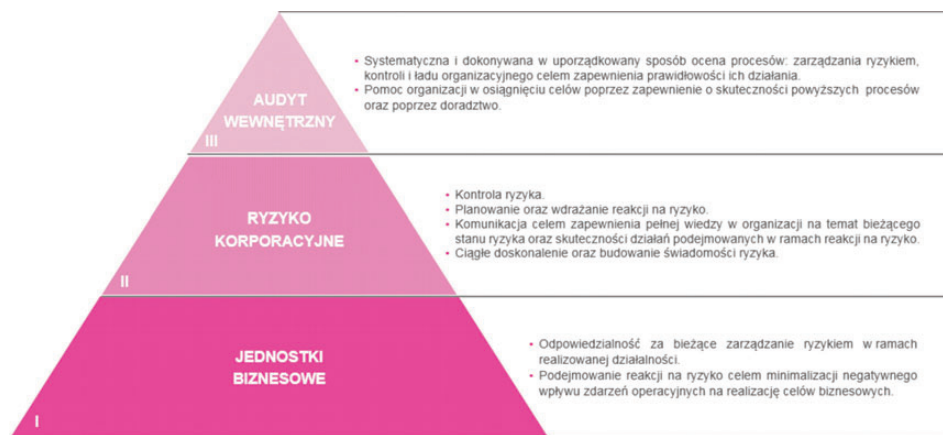 • Systematyczna i dokonywana w uporządkowany sposób ocena procesów: zarządzania ryzykiem,
kontroli i ładu organizacyjnego celem zapewnienia prawidłowości ich działania.
• Pomoc organizacji w osiągnięciu celów poprzez zapewnienie o skuteczności powyższych procesów
oraz poprzez doradztwo.
AUDYT
WEWNĘTRZNY
III
• Kontrola ryzyka.
• Planowanie oraz wdrażanie reakcji na ryzyko.
• Komunikacja celem zapewnienia pełnej wiedzy w organizacji na temat bieżącego
stanu ryzyka oraz skuteczności działań podejmowanych w ramach reakcji na ryzyko.
• Ciągłe doskonalenie oraz budowanie świadomości ryzyka.
RYZYKO
KORPORACYJNE
II
• Odpowiedzialność za bieżące zarządzanie ryzykiem w ramach
realizowanej działalności.
• Podejmowanie reakcji na ryzyko celem minimalizacji negatywnego
wpływu zdarzeń operacyjnych na realizację celów biznesowych.
JEDNOSTKI
BIZNESOWE
I